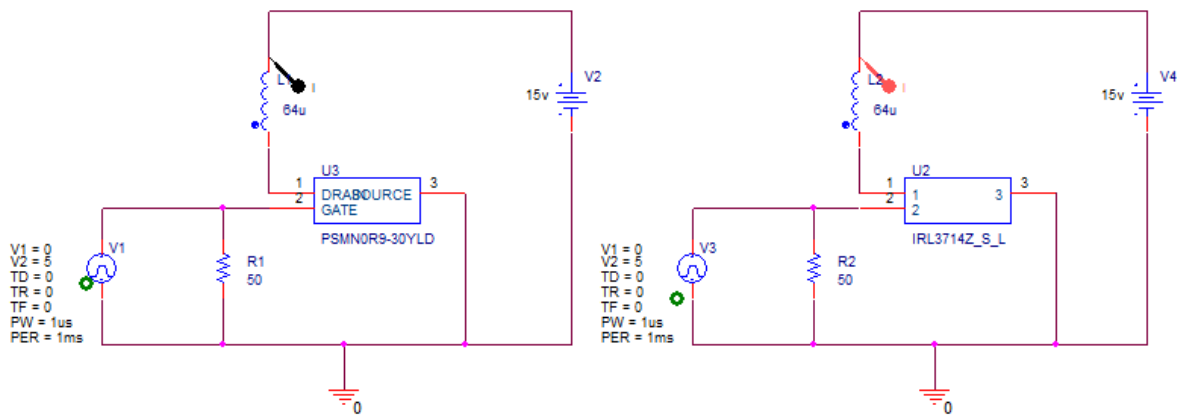 V2
15v
L1
I
64u
U3
1
2
DRAIN
SOURCE
GATE
3
PSMN0R9-30YLD
V1
V1 = 0
V2 = 5
TD = 0
TR = 0
TF = 0
PW = 1us
PER = 1ms
R1
50
0
V4
15v
L2
I
64u
U2
1
2
1
2
3
3
IRL3714Z_S_L
V3
V1 = 0
V2 = 5
TD = 0
TR = 0
TF = 0
PW = 1us
PER = 1ms
R2
50
0